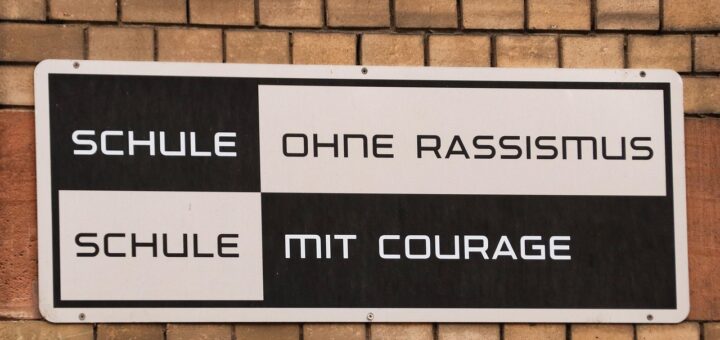 SCHULE OHNE RASSISMUS
SCHULE MIT COURAGE